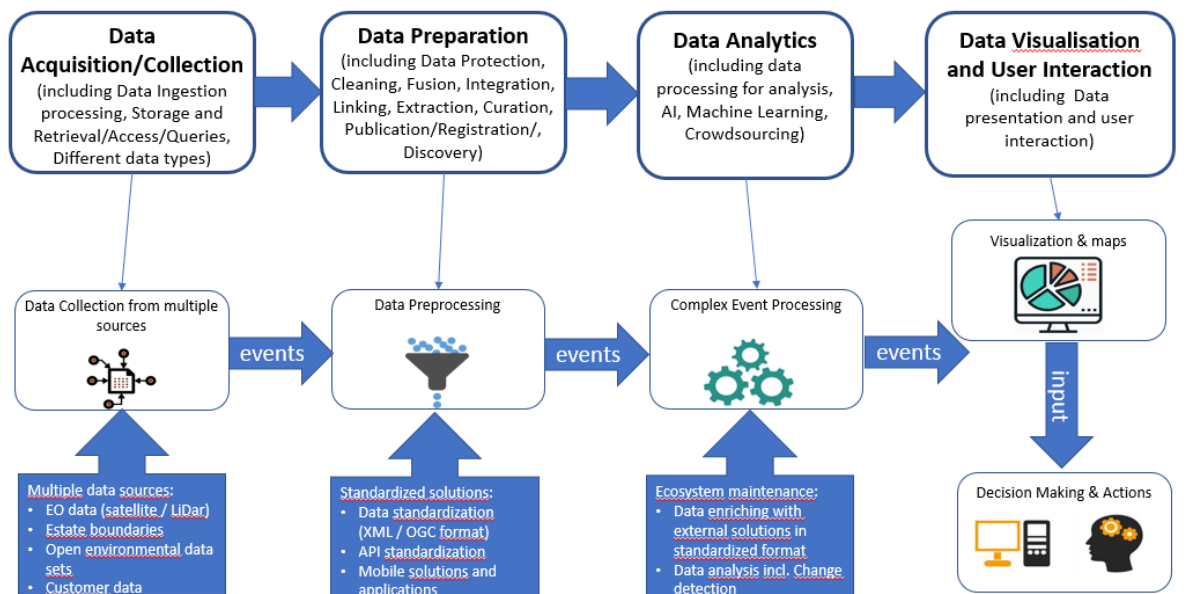 Data
Acquisition/Collection
(including Data Ingestion
processing, Storage and
Retrieval/Access/Queries,
Different data types)
Data Preparation
(including Data Protection,
Cleaning, Fusion, Integration,
Linking, Extraction, Curation,
Publication/Registration/,
Discovery)
Data Analytics
(including data
processing for analysis,
AI, Machine Learning,
Crowdsourcing)
Data Visualisation
and User Interaction
(including Data
presentation and user
interaction)
Data Collection from multiple
sources
events
Data Preprocessing
events
Complex Event Processing
events
Visualization & maps
input
Decision Making & Actions
Multiple data sources:
• EO data (satellite / LiDar)
• Estate boundaries
• Open environmental data
sets
• Customer data
Standardized solutions:
• Data standardization
(XML / OGC format)
• API standardization
• Mobile solutions and
applications
Ecosystem maintenance:
• Data enriching with
external solutions in
standardized format
• Data analysis incl. Change
detection